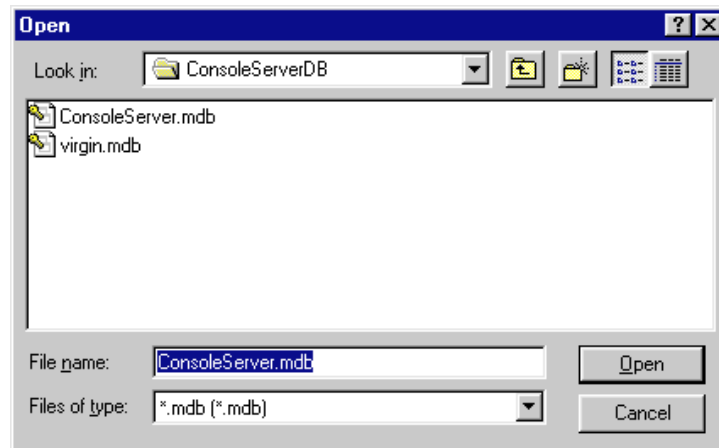 Open
Look in: ConsoleServerDB
ConsoleServer.mdb
virgin.mdb
File name: ConsoleServer.mdb Open
Files of type: *.mdb (*.mdb) Cancel